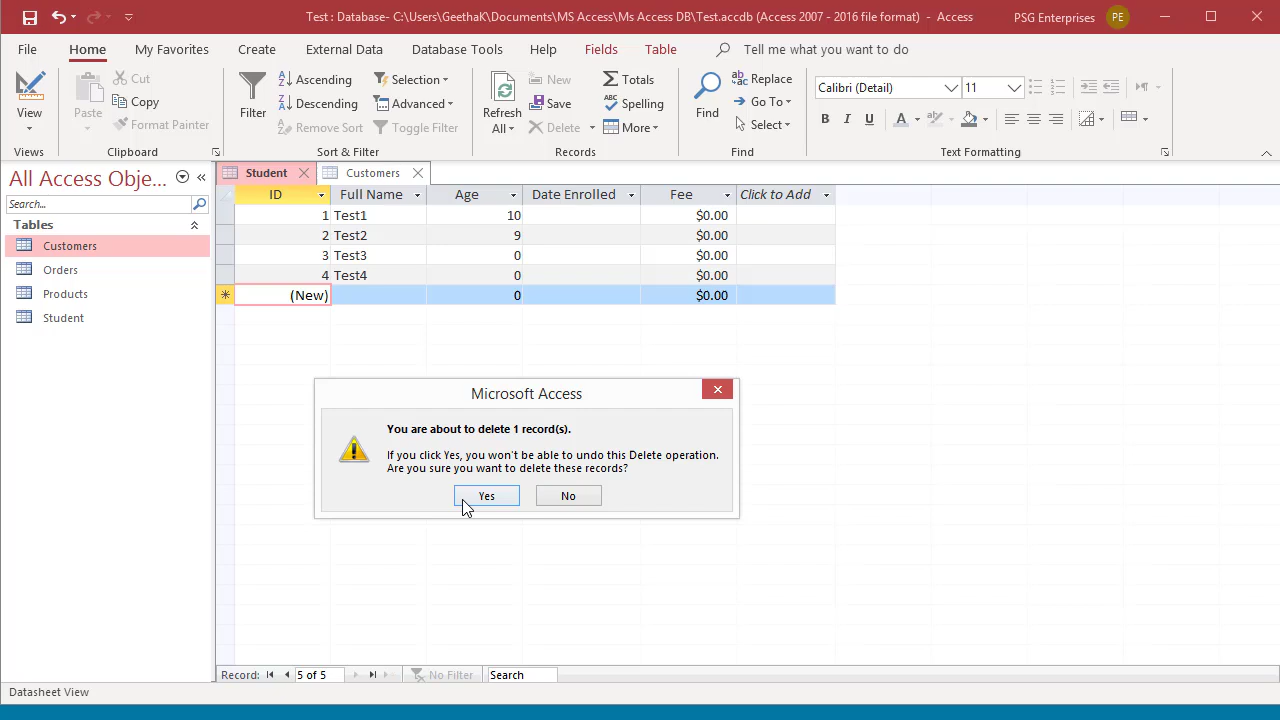 Test : Database- C:\Users\GeethaK\Documents\MS Access\Ms Access DB\Test.accdb (Access 2007 - 2016 file format) - Access PSG Enterprises PE
File Home My Favorites Create External Data Database Tools Help Fields Table Tell me what you want to do
View
Views
Paste
Cut
Copy
Format Painter
Clipboard
Filter
Ascending
Descending
Remove Sort
Selection
Advanced
Toggle Filter
Sort & Filter
Refresh All
New
Save
Delete
Totals
Spelling
More
Records
Find
Replace
Go To
Select
Find
Calibri (Detail) 11
B I U A
Text Formatting
All Access Obje...
Search...
Tables
Customers
Orders
Products
Student
Student Customers
ID Full Name Age Date Enrolled Fee Click to Add
1 Test1 10 $0.00
2 Test2 9 $0.00
3 Test3 0 $0.00
4 Test4 0 $0.00
(New) 0 $0.00
Microsoft Access
You are about to delete 1 record(s).
If you click Yes, you won't be able to undo this Delete operation.
Are you sure you want to delete these records?
Yes No
Record: 5 of 5 No Filter Search
Datasheet View